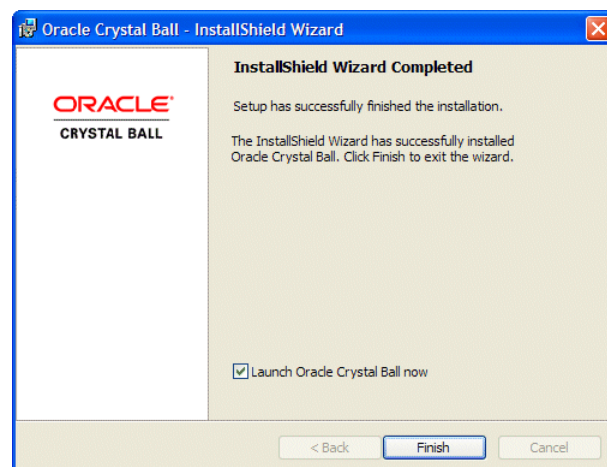 Oracle Crystal Ball - InstallShield Wizard
ORACLE
CRYSTAL BALL
InstallShield Wizard Completed
Setup has successfully finished the installation.
The InstallShield Wizard has successfully installed
Oracle Crystal Ball. Click Finish to exit the wizard.
Launch Oracle Crystal Ball now
< Back Finish Cancel